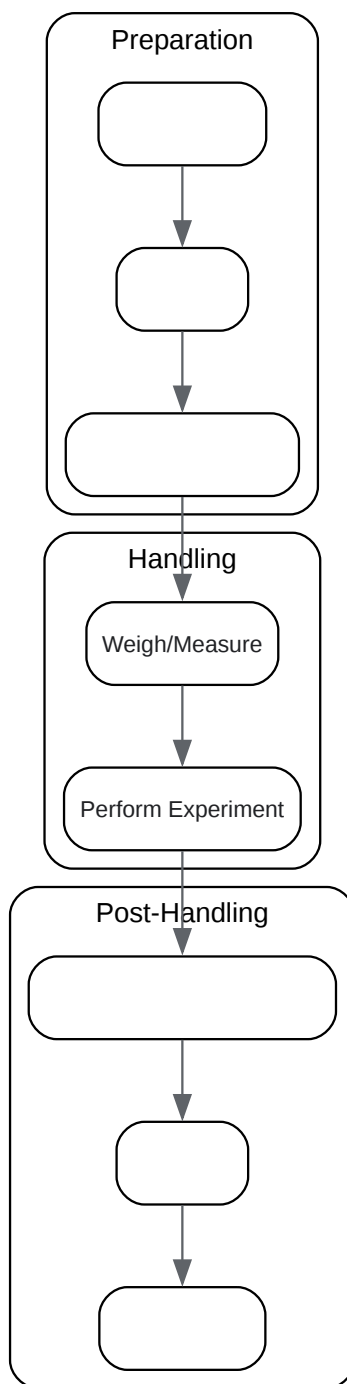 Preparation
Handling
Weigh/Measure
Perform Experiment
Post-Handling